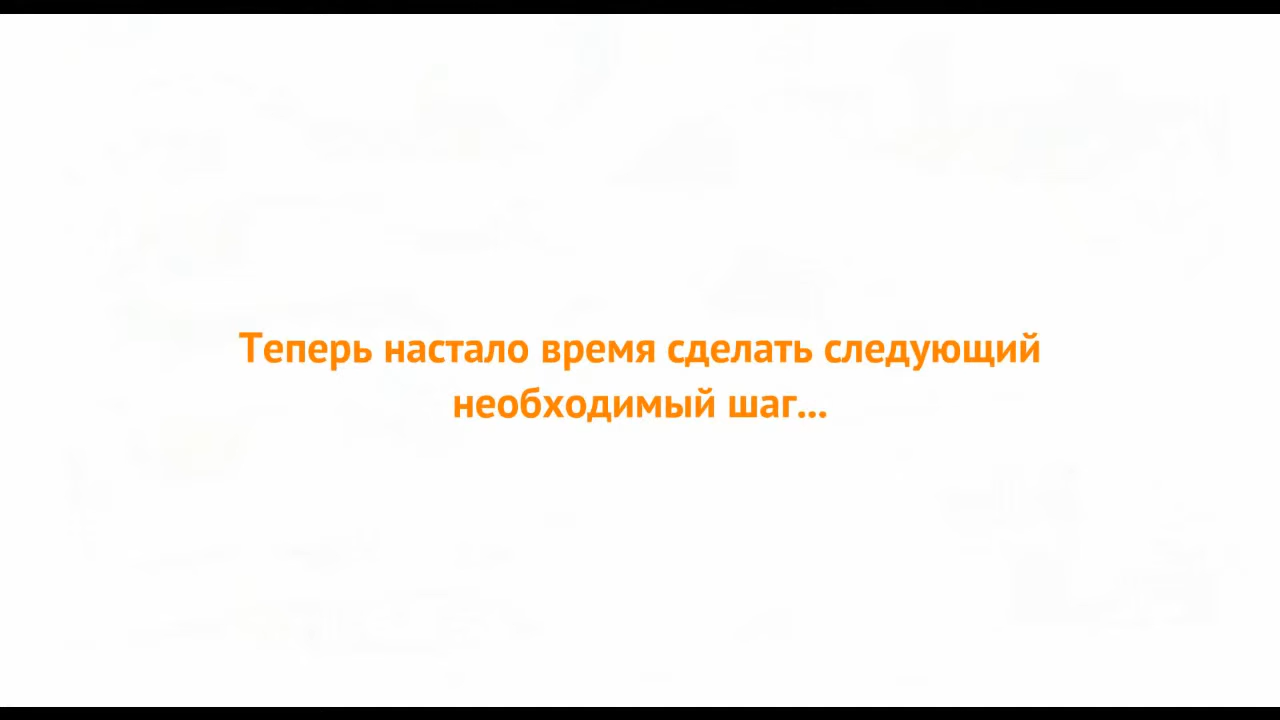 Теперь настало время сделать следующий
необходимый шаг...